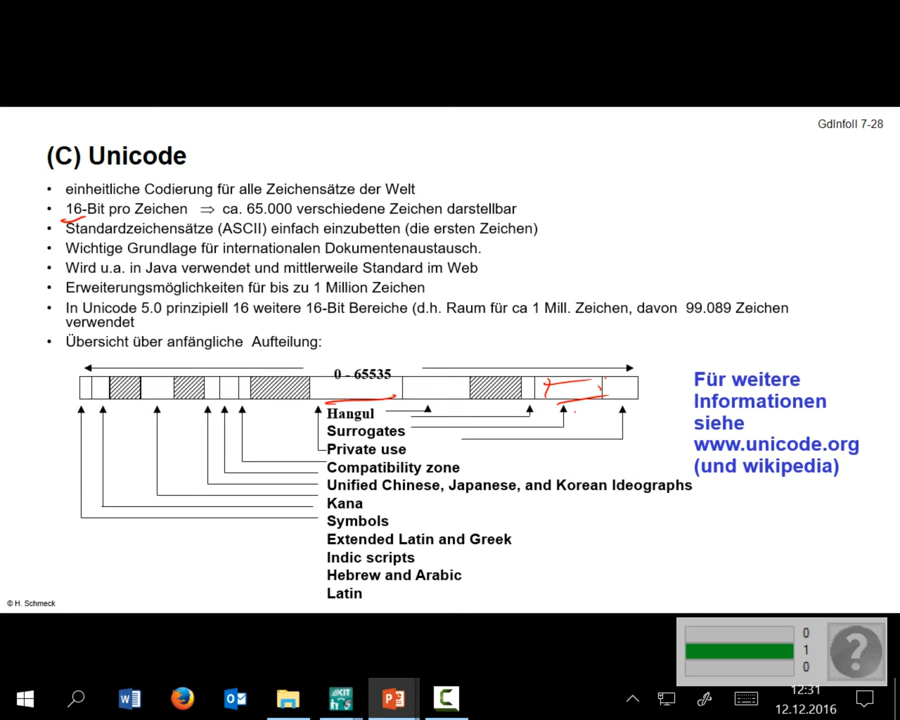 GdInfoII 7-28
(C) Unicode
• einheitliche Codierung für alle Zeichensätze der Welt
• 16-Bit pro Zeichen ⇒ ca. 65.000 verschiedene Zeichen darstellbar
• Standardzeichensätze (ASCII) einfach einzubetten (die ersten Zeichen)
• Wichtige Grundlage für internationalen Dokumentenaustausch.
• Wird u.a. in Java verwendet und mittlerweile Standard im Web
• Erweiterungsmöglichkeiten für bis zu 1 Million Zeichen
• In Unicode 5.0 prinzipiell 16 weitere 16-Bit Bereiche (d.h. Raum für ca 1 Mill. Zeichen, davon 99.089 Zeichen
verwendet
• Übersicht über anfängliche Aufteilung:
0 - 65535
Hangul
Surrogates
Private use
Compatibility zone
Unified Chinese, Japanese, and Korean Ideographs
Kana
Symbols
Extended Latin and Greek
Indic scripts
Hebrew and Arabic
Latin
Für weitere
Informationen
siehe
www.unicode.org
(und wikipedia)
© H. Schmeck
0
1
0
?
12:31
12.12.2016